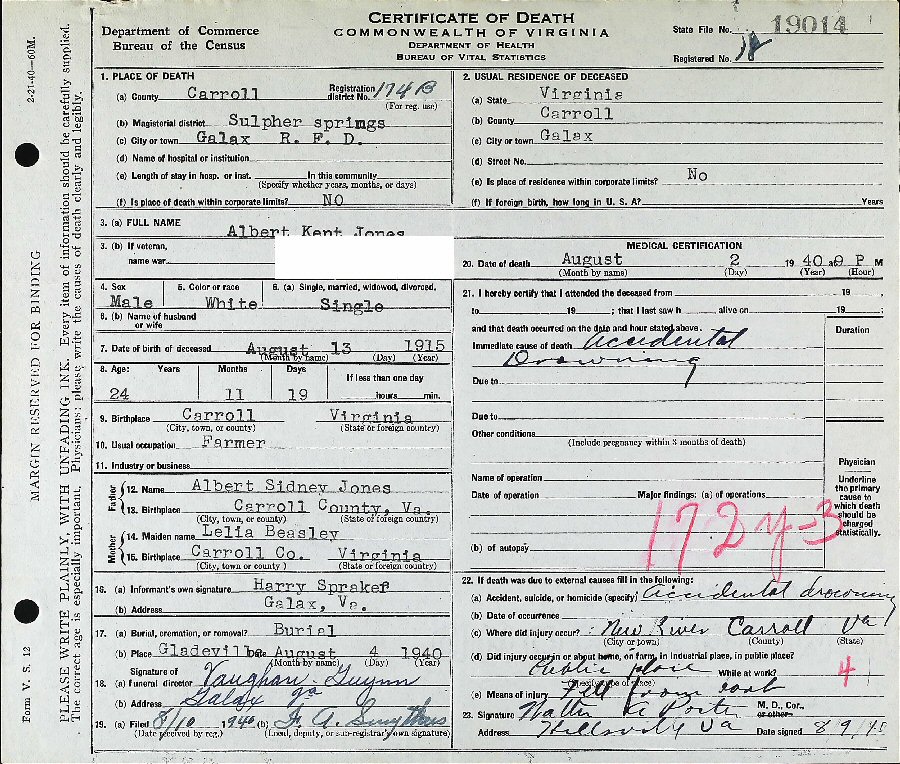 CERTIFICATE OF DEATH
COMMONWEALTH OF VIRGINIA
DEPARTMENT OF HEALTH
BUREAU OF VITAL STATISTICS
Department of Commerce
Bureau of the Census
State File No. 19014
Registered No. 18
2-21-40—60M.
MARGIN RESERVED FOR BINDING
Form V. S. 12
PLEASE WRITE PLAINLY, WITH UNFADING INK. Every item of information should be carefully supplied.
The correct age is especially important. Physicians: please write the causes of death clearly and legibly.
1. PLACE OF DEATH
(a) County Carroll Registration district No. 174B
(For reg. use)
(b) Magisterial district Sulpher springs
(c) City or town Galax R. F. D.
(d) Name of hospital or institution
(e) Length of stay in hosp. or inst. In this community
(Specify whether years, months, or days)
(f) Is place of death within corporate limits? NO
2. USUAL RESIDENCE OF DECEASED
(a) State Virginia
(b) County Carroll
(c) City or town Galax
(d) Street No.
(e) Is place of residence within corporate limits? No
(f) If foreign birth, how long in U. S. A? Years
3. (a) FULL NAME Albert Kent Jones
3. (b) If veteran,
name war
4. Sex Male
5. Color or race White
6. (a) Single, married, widowed, divorced. Single
6. (b) Name of husband
or wife
7. Date of birth of deceased August 13 1915
(Month by name) (Day) (Year)
8. Age: Years Months Days If less than one day
24 11 19 hours min.
9. Birthplace Carroll Virginia
(City, town, or county) (State or foreign country)
10. Usual occupation Farmer
11. Industry or business
Father
12. Name Albert Sidney Jones
13. Birthplace Carroll County, Va.
(City, town, or county) (State of foreign country)
Mother
14. Maiden name Lelia Beasley
15. Birthplace Carroll Co. Virginia
(City, town, or county ) (State or foreign country)
16. (a) Informant's own signature Harry Spraker
(b) Address Galax, Va.
17. (a) Burial, cremation, or removal? Burial
(b) Place Gladeville Date August 4 1940
(Month by name) (Day) (Year)
Signature of
18. (a) funeral director Vaughan-Guynn
(b) Address Galax Va
19. (a) Filed 8/10 1940 (b)
(Date received by reg.) (Local, deputy, or sub-registrar's own signature)
MEDICAL CERTIFICATION
20. Date of death August 2 1940 at 9 P M
(Month by name) (Day) (Year) (Hour)
21. I hereby certify that I attended the deceased from 19 ,
to 19 ; that I last saw h alive on 19 ;
and that death occurred on the date and hour stated above. Duration
Immediate cause of death Accidental
Drowning
Due to
Due to
Other conditions
(Include pregnancy within 3 months of death)
Name of operation
Date of operation Major findings: (a) of operations
(b) of autopsy
Physician
Underline
the primary
cause to
which death
should be
charged
statistically.
22. If death was due to external causes fill in the following:
(a) Accident, suicide, or homicide (specify) Accidental drowning
(b) Date of occurrence
(c) Where did injury occur? New River Carroll Va
(City or town) (County) (State)
(d) Did injury occur in or about home, on farm, in industrial place, in public place?
Public place While at work? 4
(Specify type of place)
(e) Means of injury Fell from boat
23. Signature M. D., Cor.,
or other
Address Hillsville Va Date signed